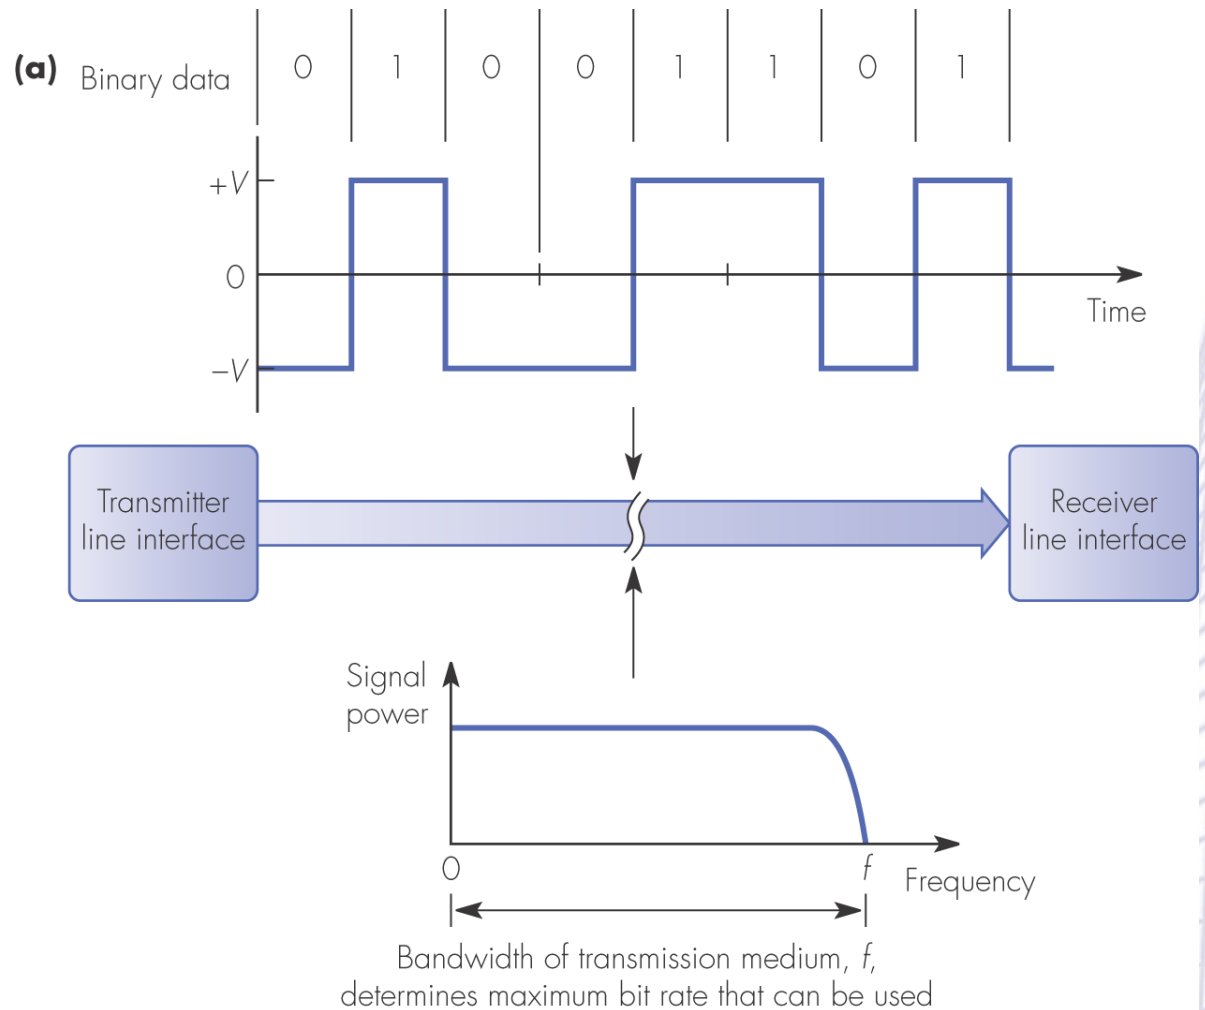 (a) Binary data 0 1 0 0 1 1 0 1
+V
0
Time
−V
Transmitter
line interface
Receiver
line interface
Signal
power
0
f
Frequency
Bandwidth of transmission medium, f,
determines maximum bit rate that can be used